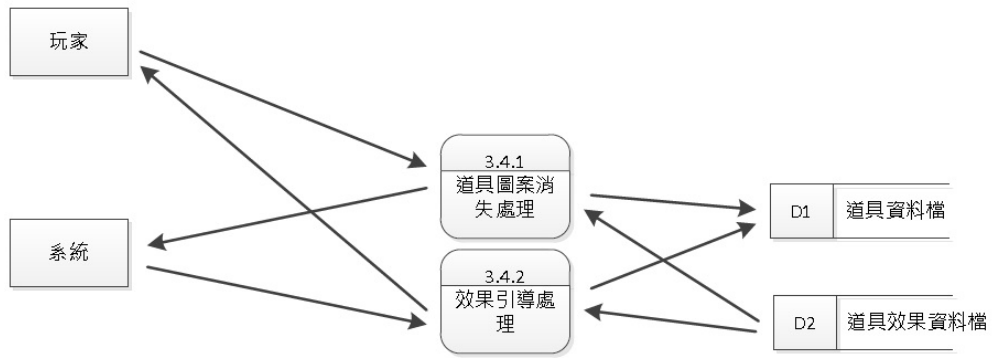 玩家
系統
3.4.1
道具圖案消
失處理
3.4.2
效果引導處
理
D1 道具資料檔
D2 道具效果資料檔